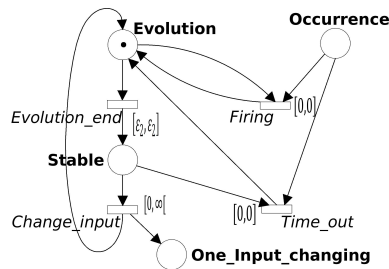 Evolution
Occurrence
Evolution_end
[ε₂,ε₂]
Firing
[0,0]
Stable
Change_input
[0,∞[
[0,0]
Time_out
One_Input_changing